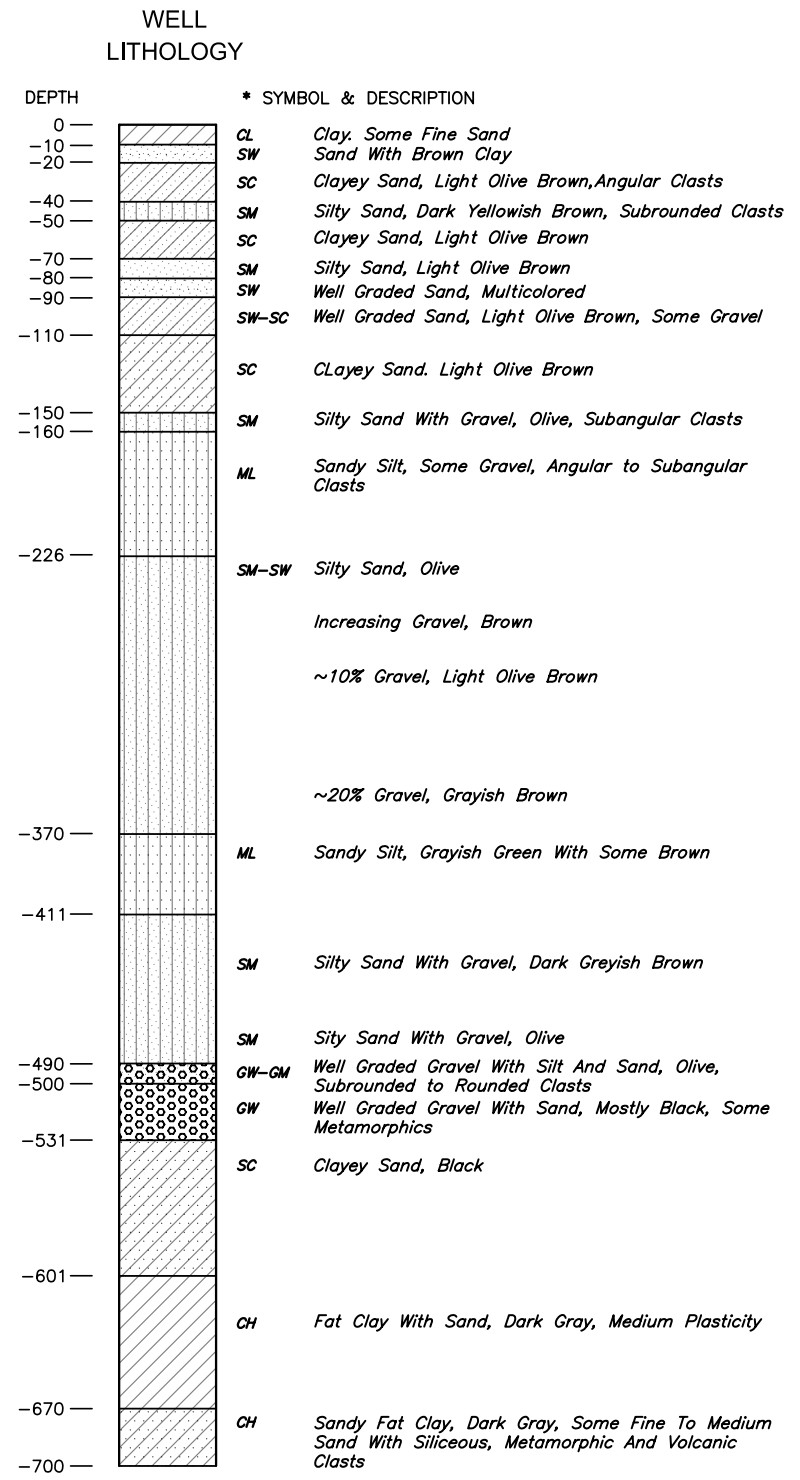 WELL
LITHOLOGY
DEPTH * SYMBOL & DESCRIPTION
0
CL Clay. Some Fine Sand
-10
SW Sand With Brown Clay
-20
SC Clayey Sand, Light Olive Brown,Angular Clasts
-40
SM Silty Sand, Dark Yellowish Brown, Subrounded Clasts
-50
SC Clayey Sand, Light Olive Brown
-70
SM Silty Sand, Light Olive Brown
-80
SW Well Graded Sand, Multicolored
-90
SW-SC Well Graded Sand, Light Olive Brown, Some Gravel
-110
SC CLayey Sand. Light Olive Brown
-150
SM Silty Sand With Gravel, Olive, Subangular Clasts
-160
ML Sandy Silt, Some Gravel, Angular to Subangular
Clasts
-226
SM-SW Silty Sand, Olive
Increasing Gravel, Brown
~10% Gravel, Light Olive Brown
~20% Gravel, Grayish Brown
-370
ML Sandy Silt, Grayish Green With Some Brown
-411
SM Silty Sand With Gravel, Dark Greyish Brown
SM Sity Sand With Gravel, Olive
-490
GW-GM Well Graded Gravel With Silt And Sand, Olive,
Subrounded to Rounded Clasts
-500
GW Well Graded Gravel With Sand, Mostly Black, Some
Metamorphics
-531
SC Clayey Sand, Black
-601
CH Fat Clay With Sand, Dark Gray, Medium Plasticity
-670
CH Sandy Fat Clay, Dark Gray, Some Fine To Medium
Sand With Siliceous, Metamorphic And Volcanic
Clasts
-700